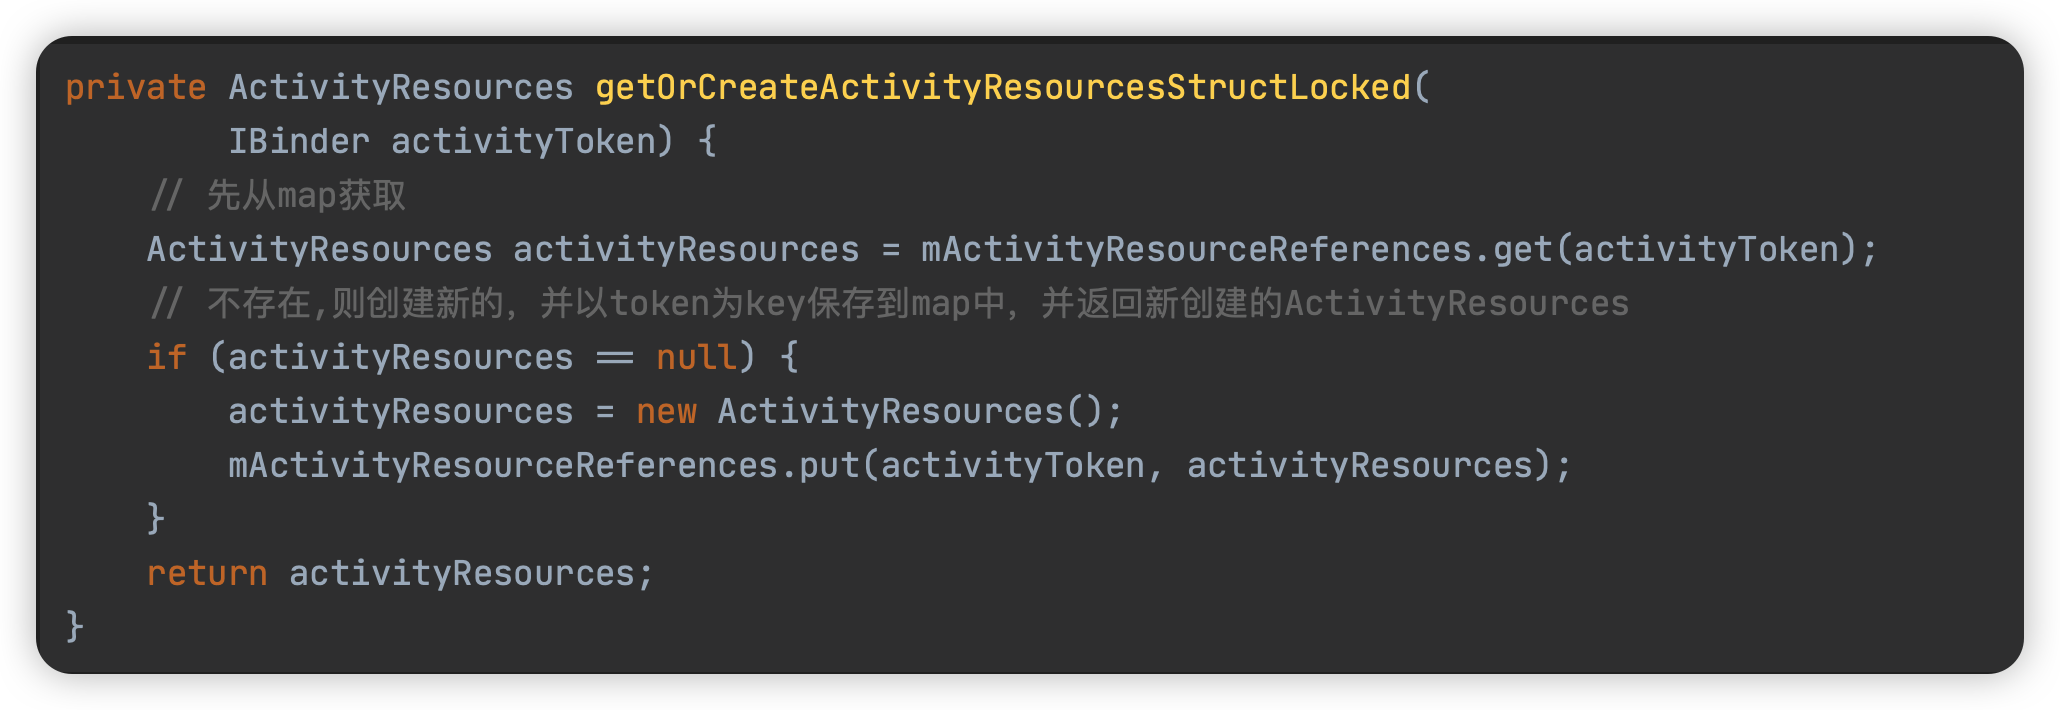 private ActivityResources getOrCreateActivityResourcesStructLocked(
        IBinder activityToken) {
    // 先从map获取
    ActivityResources activityResources = mActivityResourceReferences.get(activityToken);
    // 不存在,则创建新的，并以token为key保存到map中，并返回新创建的ActivityResources
    if (activityResources == null) {
        activityResources = new ActivityResources();
        mActivityResourceReferences.put(activityToken, activityResources);
    }
    return activityResources;
}